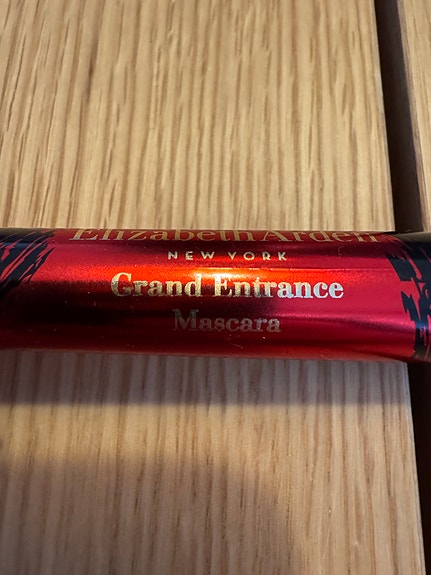 Elizabeth Arden
NEW YORK
Grand Entrance
Mascara